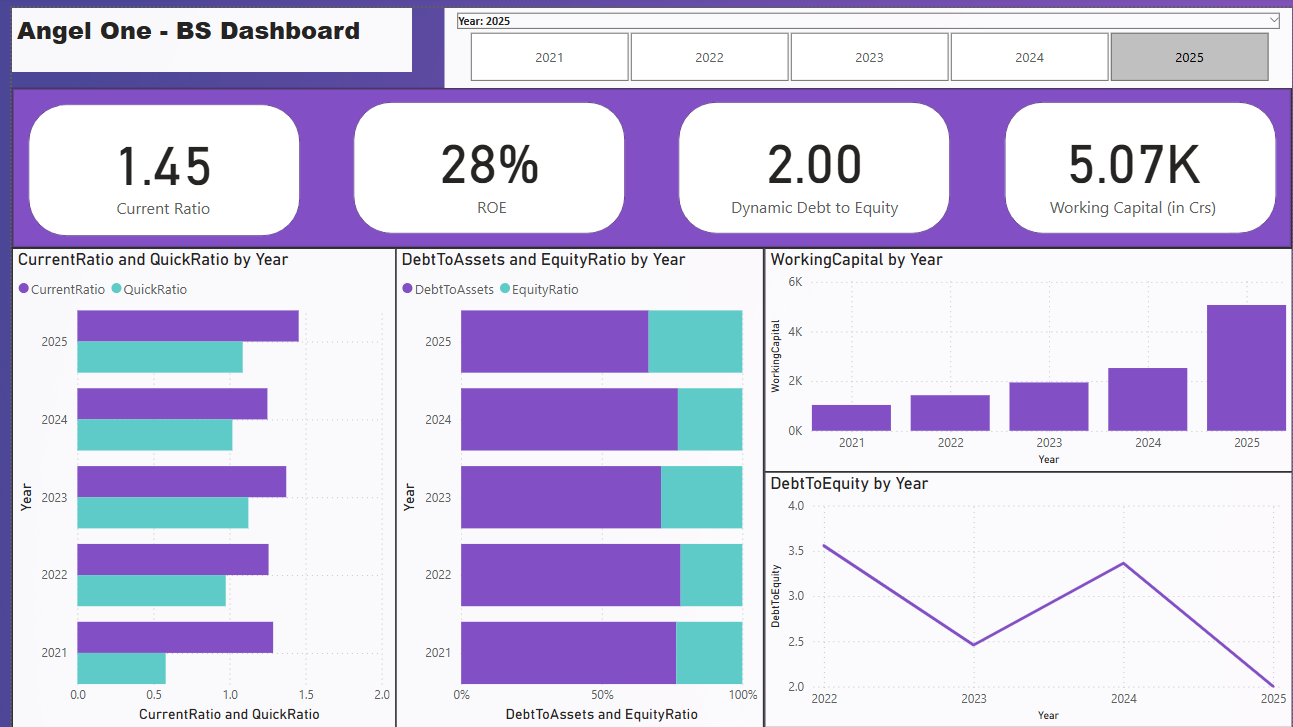 Angel One - BS Dashboard
Year: 2025
2021 2022 2023 2024 2025
1.45
Current Ratio
28%
ROE
2.00
Dynamic Debt to Equity
5.07K
Working Capital (in Crs)
CurrentRatio and QuickRatio by Year
CurrentRatio QuickRatio
Year
2025
2024
2023
2022
2021
0.0 0.5 1.0 1.5 2.0
CurrentRatio and QuickRatio
DebtToAssets and EquityRatio by Year
DebtToAssets EquityRatio
Year
2025
2024
2023
2022
2021
0% 50% 100%
DebtToAssets and EquityRatio
WorkingCapital by Year
WorkingCapital
6K
4K
2K
0K
2021 2022 2023 2024 2025
Year
DebtToEquity by Year
DebtToEquity
4.0
3.5
3.0
2.5
2.0
2022 2023 2024 2025
Year